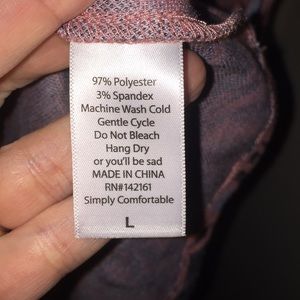 97% Polyester
3% Spandex
Machine Wash Cold
Gentle Cycle
Do Not Bleach
Hang Dry
or you'll be sad
MADE IN CHINA
RN#142161
Simply Comfortable
L